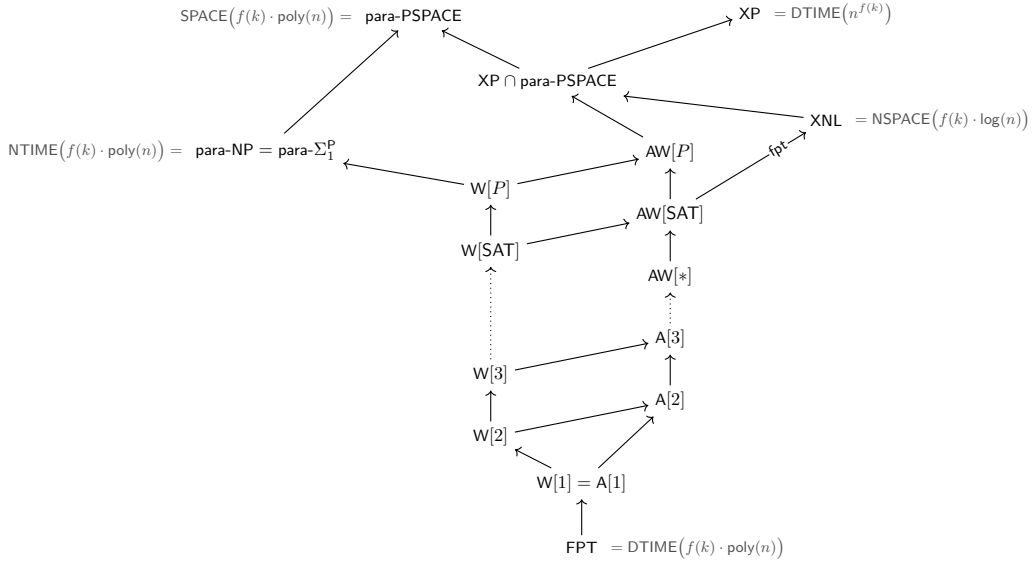 SPACE(f(k) · poly(n)) = para-PSPACE
XP = DTIME(n^{f(k)})
XP ∩ para-PSPACE
XNL = NSPACE(f(k) · log(n))
NTIME(f(k) · poly(n)) = para-NP = para-Σ₁ᴾ
AW[P]
fpt
W[P]
AW[SAT]
W[SAT]
AW[∗]
A[3]
W[3]
A[2]
W[2]
W[1] = A[1]
FPT = DTIME(f(k) · poly(n))